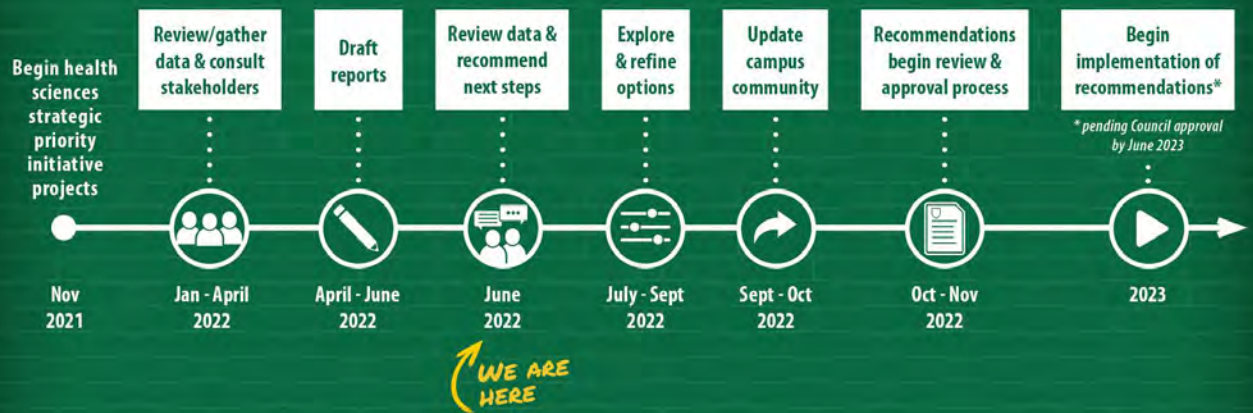 Begin health
sciences
strategic
priority
initiative
projects
Nov
2021
Review/gather
data & consult
stakeholders
Jan - April
2022
Draft
reports
April - June
2022
Review data &
recommend
next steps
June
2022
WE ARE
HERE
Explore
& refine
options
July - Sept
2022
Update
campus
community
Sept - Oct
2022
Recommendations
begin review &
approval process
Oct - Nov
2022
Begin
implementation of
recommendations*
* pending Council approval
by June 2023
2023